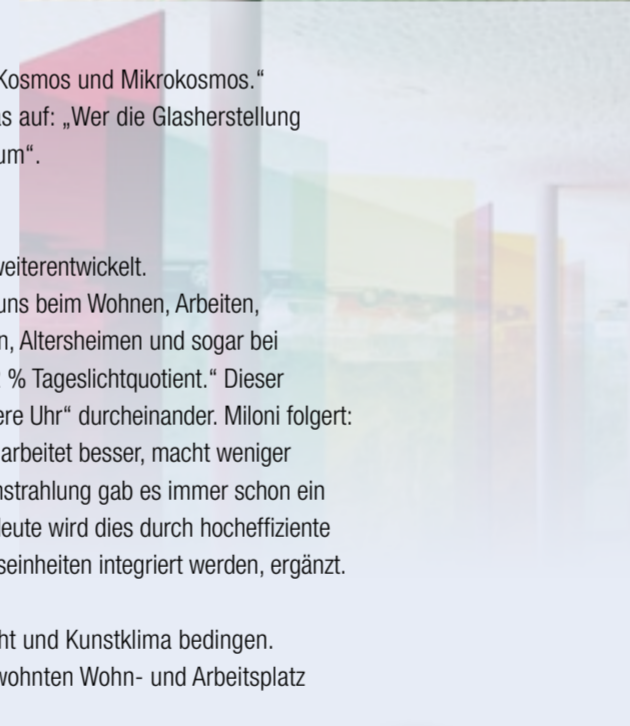 Kosmos und Mikrokosmos.“
s auf: „Wer die Glasherstellung
um“.
weiterentwickelt.
uns beim Wohnen, Arbeiten,
n, Altersheimen und sogar bei
% Tageslichtquotient.“ Dieser
ere Uhr“ durcheinander. Miloni folgert:
arbeitet besser, macht weniger
nstrahlung gab es immer schon ein
Heute wird dies durch hocheffiziente
seinheiten integriert werden, ergänzt.
ht und Kunstklima bedingen.
wohnten Wohn- und Arbeitsplatz